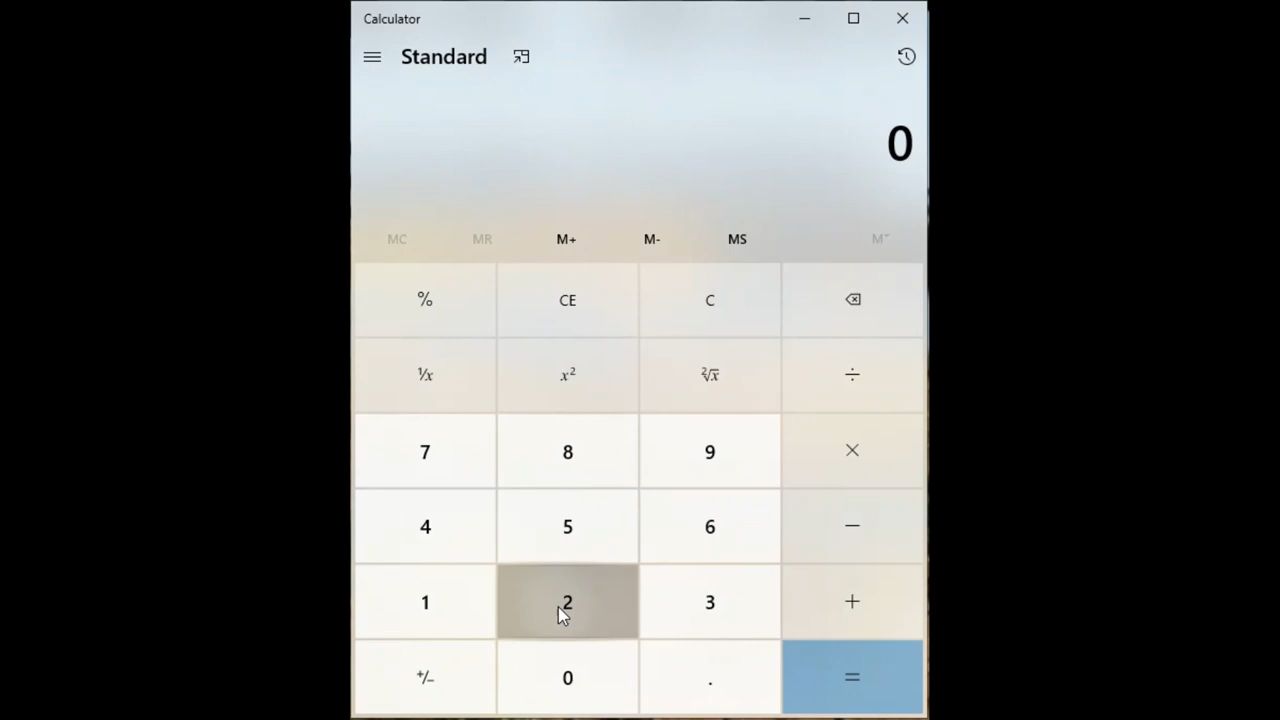 Calculator
Standard
0
MC MR M+ M- MS M˅
% CE C
¹/x x² ²√x ÷
7 8 9 ×
4 5 6 −
1 2 3 +
+/− 0 . =